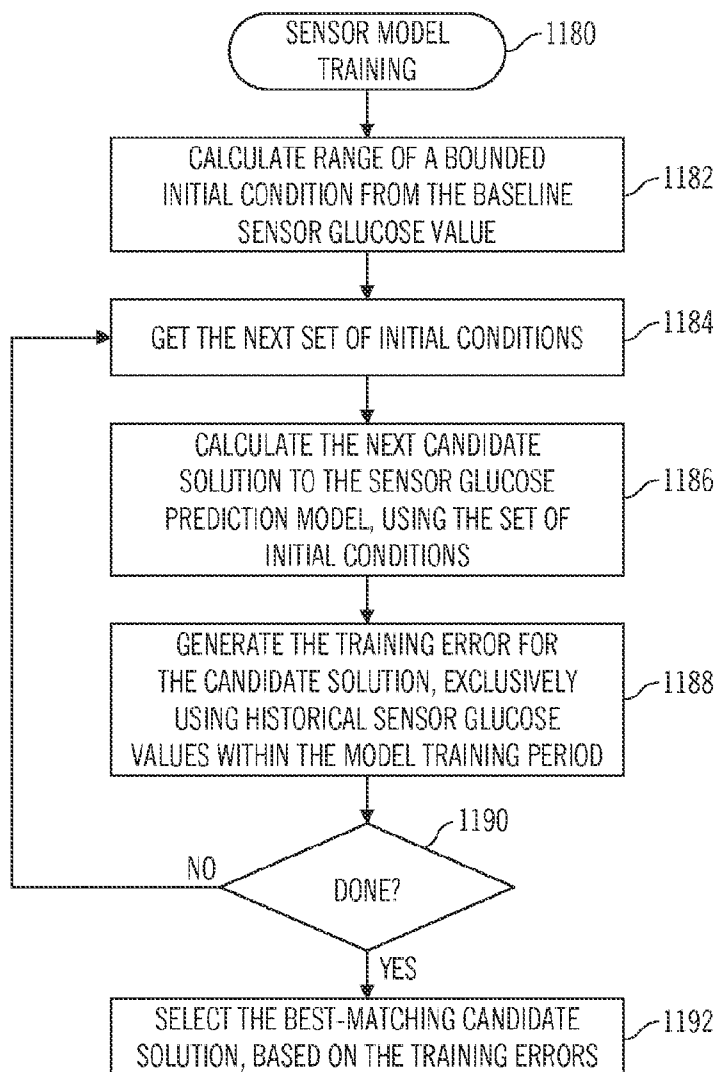 SENSOR MODEL
TRAINING
1180
CALCULATE RANGE OF A BOUNDED
INITIAL CONDITION FROM THE BASELINE
SENSOR GLUCOSE VALUE
1182
GET THE NEXT SET OF INITIAL CONDITIONS
1184
CALCULATE THE NEXT CANDIDATE
SOLUTION TO THE SENSOR GLUCOSE
PREDICTION MODEL, USING THE SET OF
INITIAL CONDITIONS
1186
GENERATE THE TRAINING ERROR FOR
THE CANDIDATE SOLUTION, EXCLUSIVELY
USING HISTORICAL SENSOR GLUCOSE
VALUES WITHIN THE MODEL TRAINING PERIOD
1188
1190
NO
DONE?
YES
SELECT THE BEST-MATCHING CANDIDATE
SOLUTION, BASED ON THE TRAINING ERRORS
1192